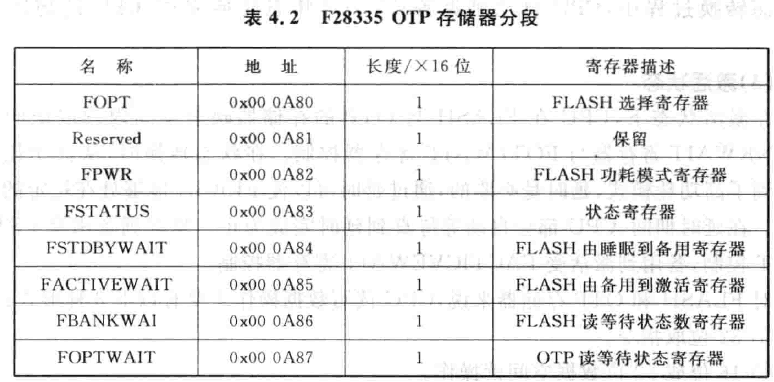 表 4.2 F28335 OTP 存储器分段
名 称 地 址 长度/×16 位 寄存器描述
FOPT 0x00 0A80 1 FLASH 选择寄存器
Reserved 0x00 0A81 1 保留
FPWR 0x00 0A82 1 FLASH 功耗模式寄存器
FSTATUS 0x00 0A83 1 状态寄存器
FSTDBYWAIT 0x00 0A84 1 FLASH 由睡眠到备用寄存器
FACTIVEWAIT 0x00 0A85 1 FLASH 由备用到激活寄存器
FBANKWAI 0x00 0A86 1 FLASH 读等待状态数寄存器
FOPTWAIT 0x00 0A87 1 OTP 读等待状态寄存器